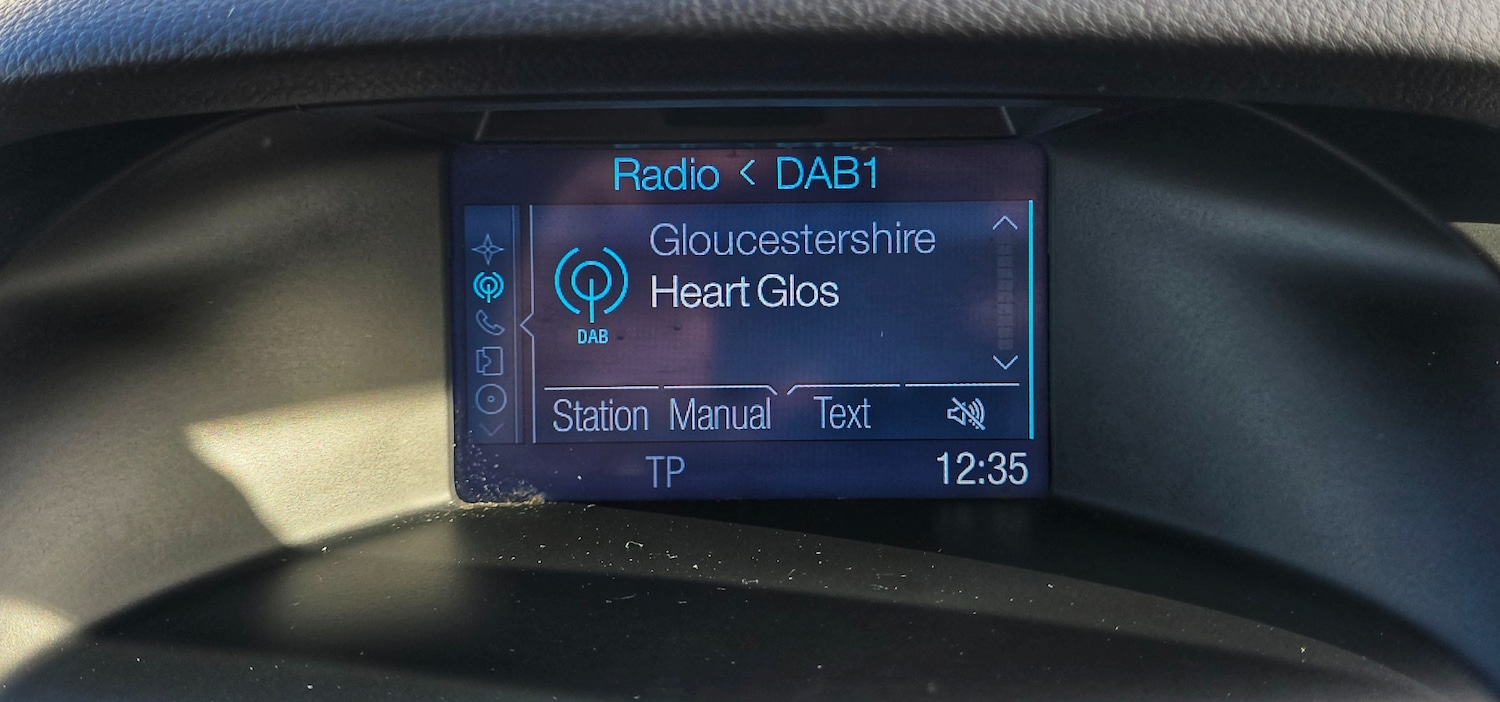 Radio < DAB1
Gloucestershire
Heart Glos
DAB
Station Manual Text
TP 12:35